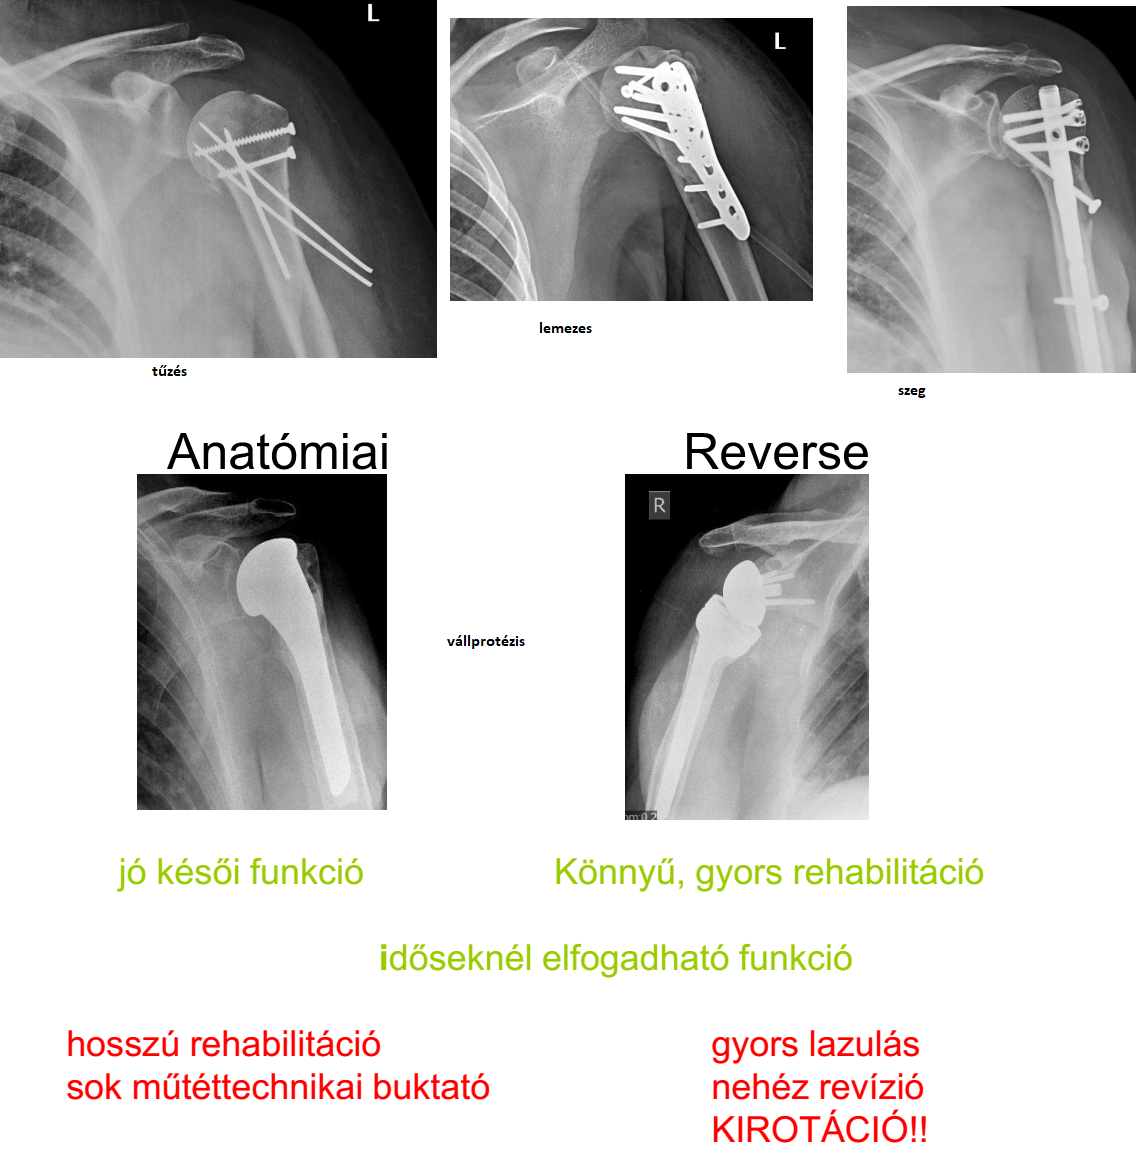 L
L
lemezes
tűzés
szeg
Anatómiai
Reverse
R
vállprotézis
jó késői funkció
Könnyű, gyors rehabilitáció
időseknél elfogadható funkció
hosszú rehabilitáció
gyors lazulás
sok műtéttechnikai buktató
nehéz revízió
KIROTÁCIÓ!!